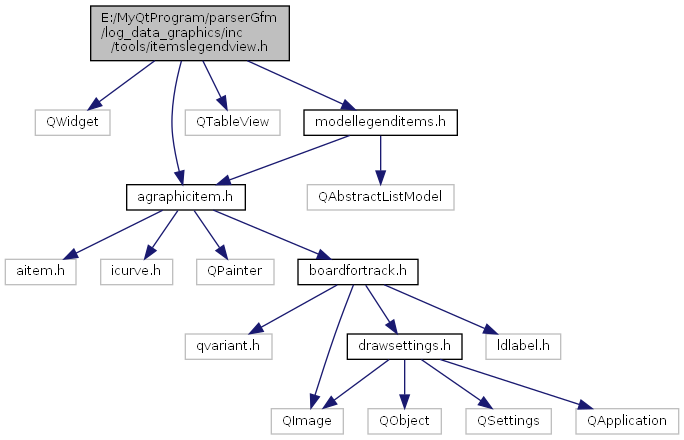 E:/MyQtProgram/parserGfm
/log_data_graphics/inc
/tools/itemslegendview.h
QWidget
QTableView
modellegenditems.h
agraphicitem.h
QAbstractListModel
aitem.h
icurve.h
QPainter
boardfortrack.h
qvariant.h
drawsettings.h
ldlabel.h
QImage
QObject
QSettings
QApplication